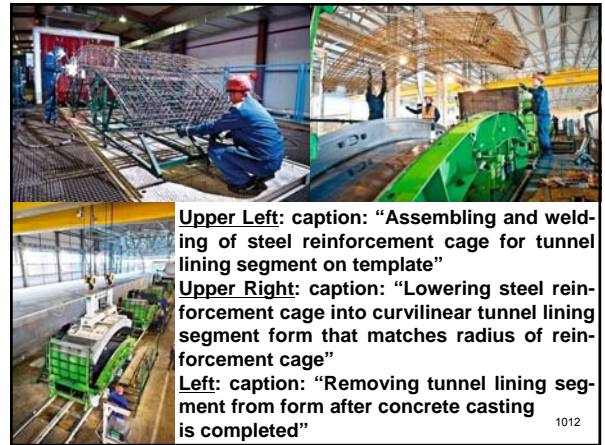 Upper Left: caption: “Assembling and weld-
ing of steel reinforcement cage for tunnel
lining segment on template”
Upper Right: caption: “Lowering steel rein-
forcement cage into curvilinear tunnel lining
segment form that matches radius of rein-
forcement cage”
Left: caption: “Removing tunnel lining seg-
ment from form after concrete casting
is completed”
1012